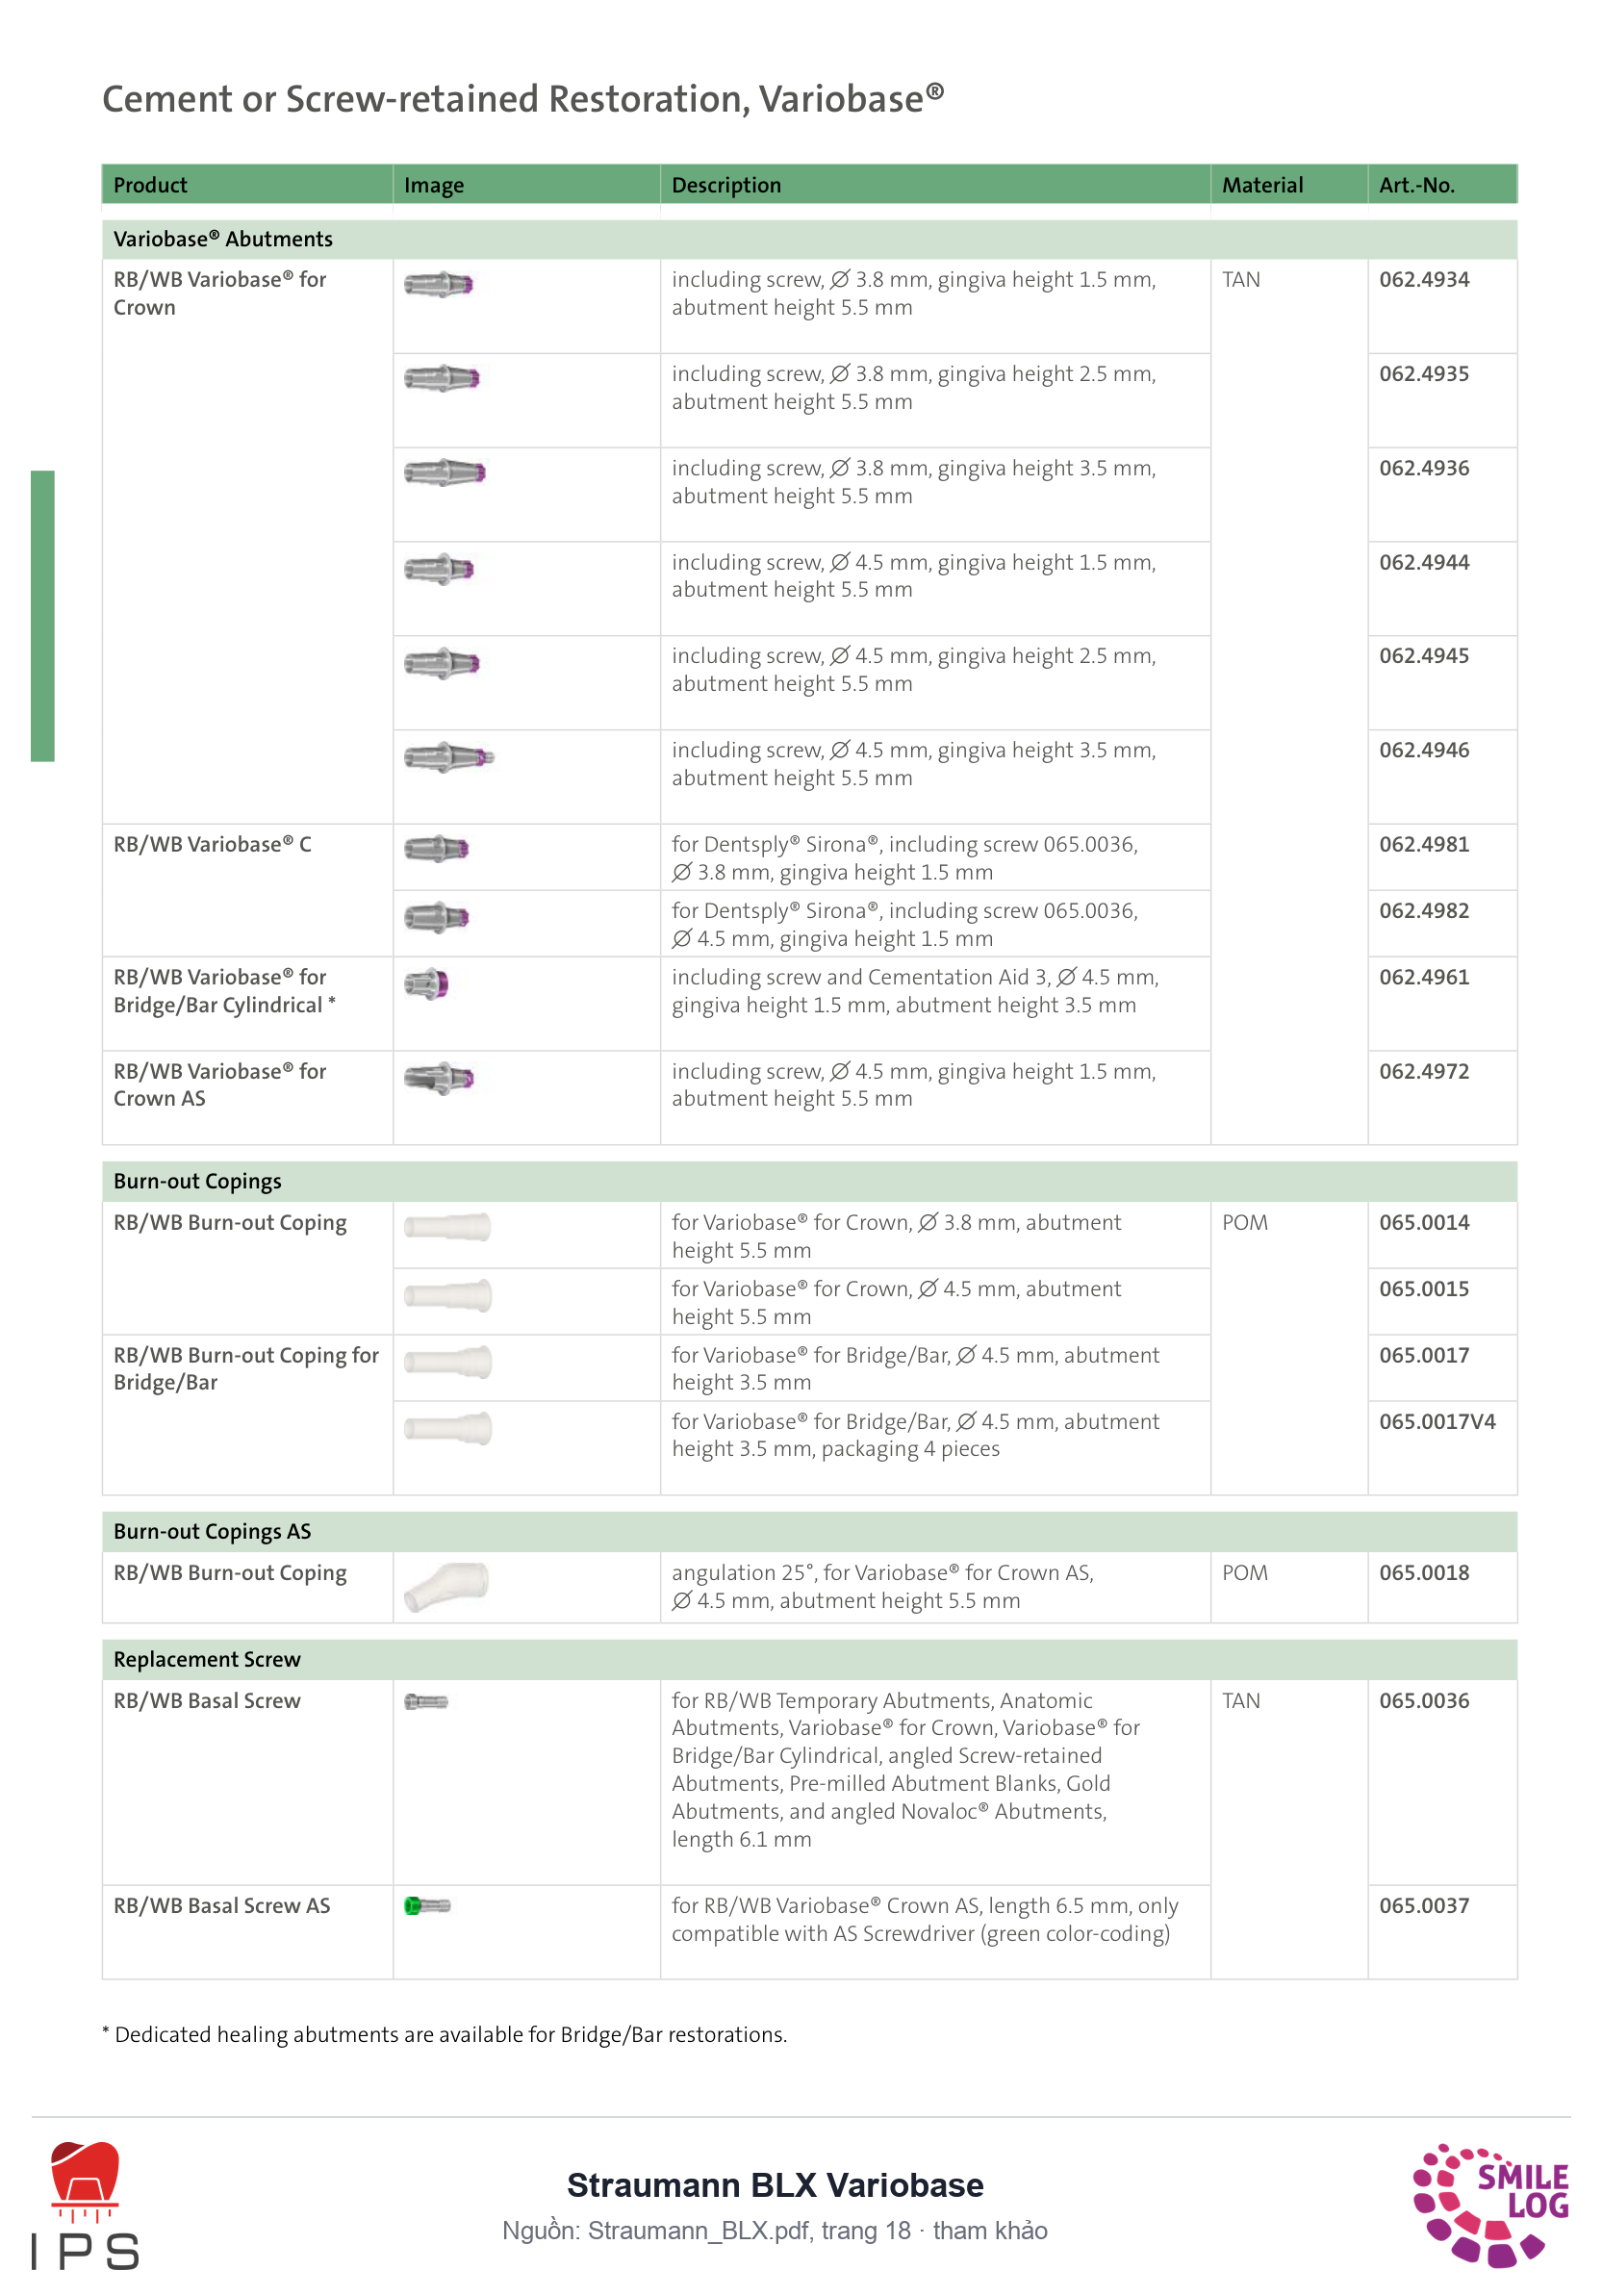 Cement or Screw-retained Restoration, Variobase®
Product Image Description Material Art.-No.
Variobase® Abutments
RB/WB Variobase® for
Crown
including screw, ∅ 3.8 mm, gingiva height 1.5 mm,
abutment height 5.5 mm
TAN
062.4934
including screw, ∅ 3.8 mm, gingiva height 2.5 mm,
abutment height 5.5 mm
062.4935
including screw, ∅ 3.8 mm, gingiva height 3.5 mm,
abutment height 5.5 mm
062.4936
including screw, ∅ 4.5 mm, gingiva height 1.5 mm,
abutment height 5.5 mm
062.4944
including screw, ∅ 4.5 mm, gingiva height 2.5 mm,
abutment height 5.5 mm
062.4945
including screw, ∅ 4.5 mm, gingiva height 3.5 mm,
abutment height 5.5 mm
062.4946
RB/WB Variobase® C
for Dentsply® Sirona®, including screw 065.0036,
∅ 3.8 mm, gingiva height 1.5 mm
062.4981
for Dentsply® Sirona®, including screw 065.0036,
∅ 4.5 mm, gingiva height 1.5 mm
062.4982
RB/WB Variobase® for
Bridge/Bar Cylindrical *
including screw and Cementation Aid 3, ∅ 4.5 mm,
gingiva height 1.5 mm, abutment height 3.5 mm
062.4961
RB/WB Variobase® for
Crown AS
including screw, ∅ 4.5 mm, gingiva height 1.5 mm,
abutment height 5.5 mm
062.4972
Burn-out Copings
RB/WB Burn-out Coping
for Variobase® for Crown, ∅ 3.8 mm, abutment
height 5.5 mm
POM
065.0014
for Variobase® for Crown, ∅ 4.5 mm, abutment
height 5.5 mm
065.0015
RB/WB Burn-out Coping for
Bridge/Bar
for Variobase® for Bridge/Bar, ∅ 4.5 mm, abutment
height 3.5 mm
065.0017
for Variobase® for Bridge/Bar, ∅ 4.5 mm, abutment
height 3.5 mm, packaging 4 pieces
065.0017V4
Burn-out Copings AS
RB/WB Burn-out Coping
angulation 25°, for Variobase® for Crown AS,
∅ 4.5 mm, abutment height 5.5 mm
POM
065.0018
Replacement Screw
RB/WB Basal Screw
for RB/WB Temporary Abutments, Anatomic
Abutments, Variobase® for Crown, Variobase® for
Bridge/Bar Cylindrical, angled Screw-retained
Abutments, Pre-milled Abutment Blanks, Gold
Abutments, and angled Novaloc® Abutments,
length 6.1 mm
TAN
065.0036
RB/WB Basal Screw AS
for RB/WB Variobase® Crown AS, length 6.5 mm, only
compatible with AS Screwdriver (green color-coding)
065.0037
* Dedicated healing abutments are available for Bridge/Bar restorations.
IPS
Straumann BLX Variobase
Nguồn: Straumann_BLX.pdf, trang 18 · tham khảo
SMILE
LOG